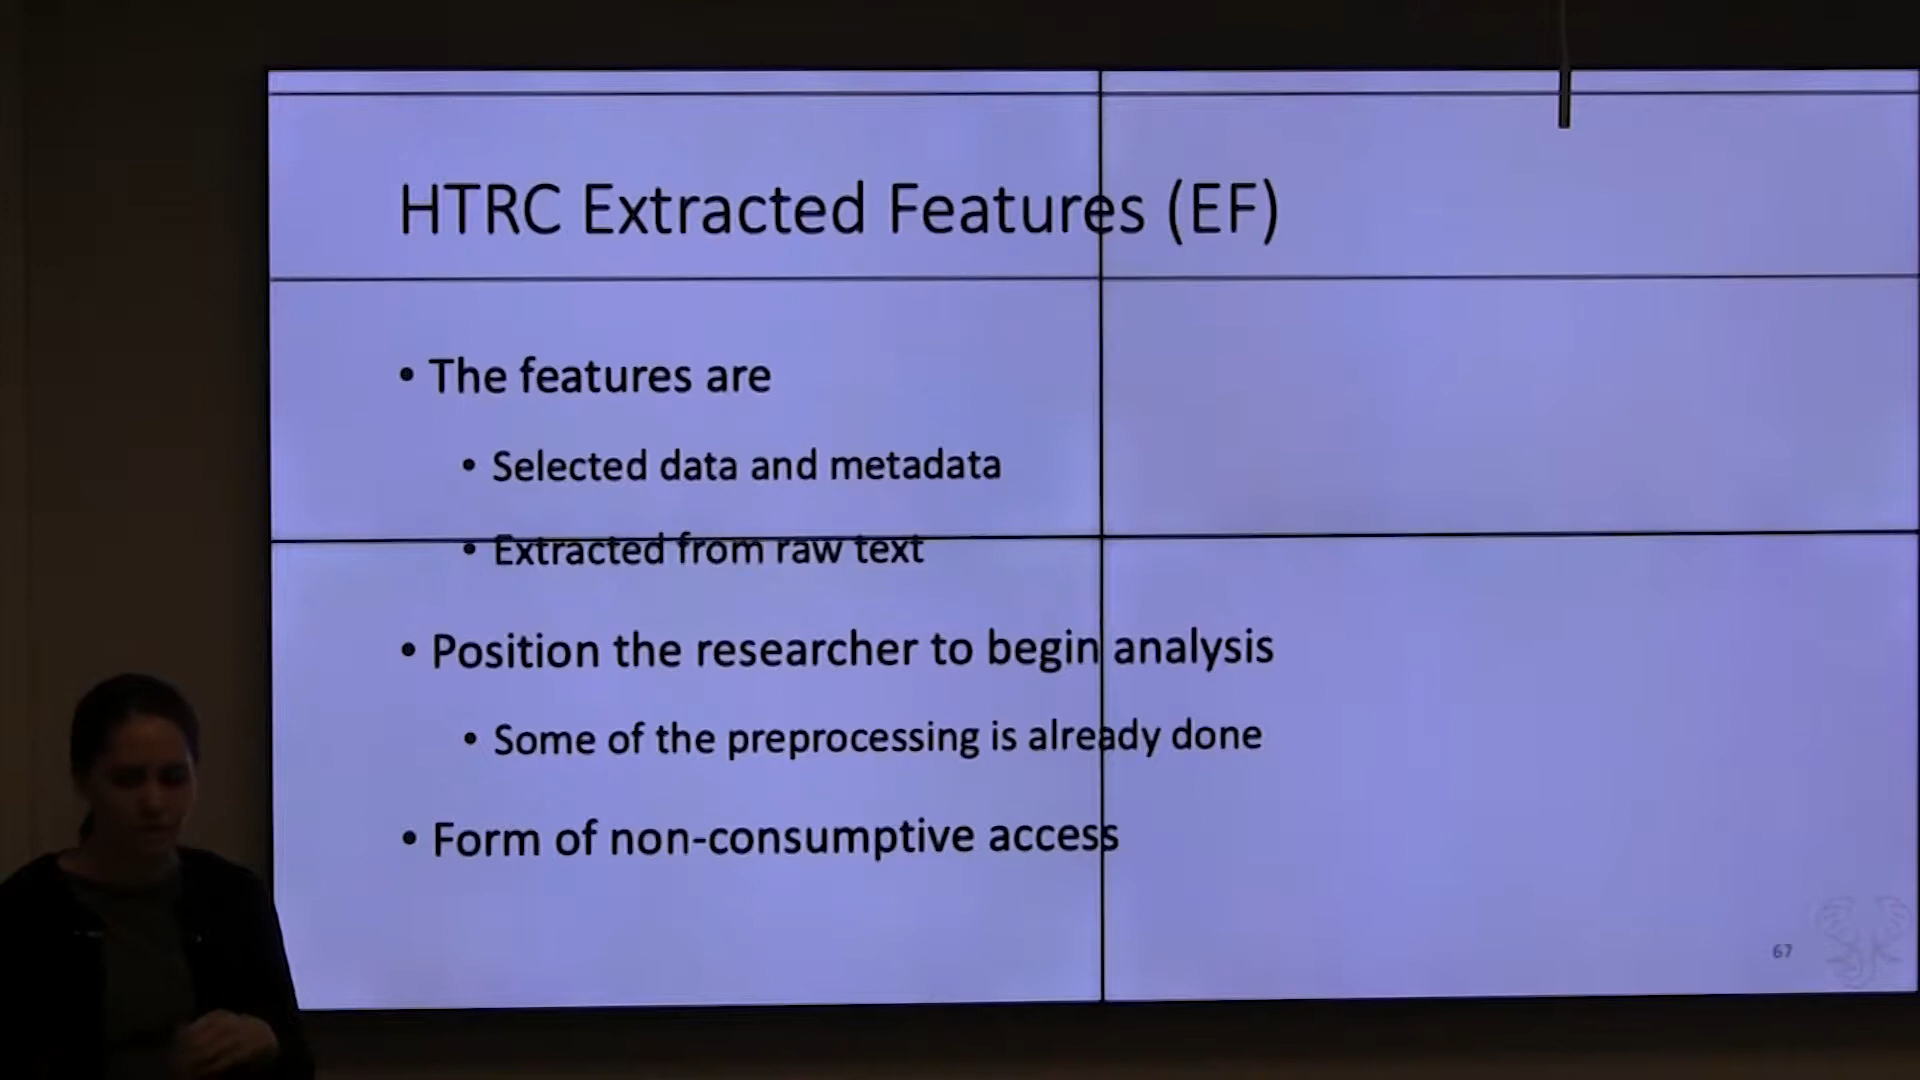 HTRC Extracted Features (EF)
• The features are
• Selected data and metadata
• Extracted from raw text
• Position the researcher to begin analysis
• Some of the preprocessing is already done
• Form of non-consumptive access
67